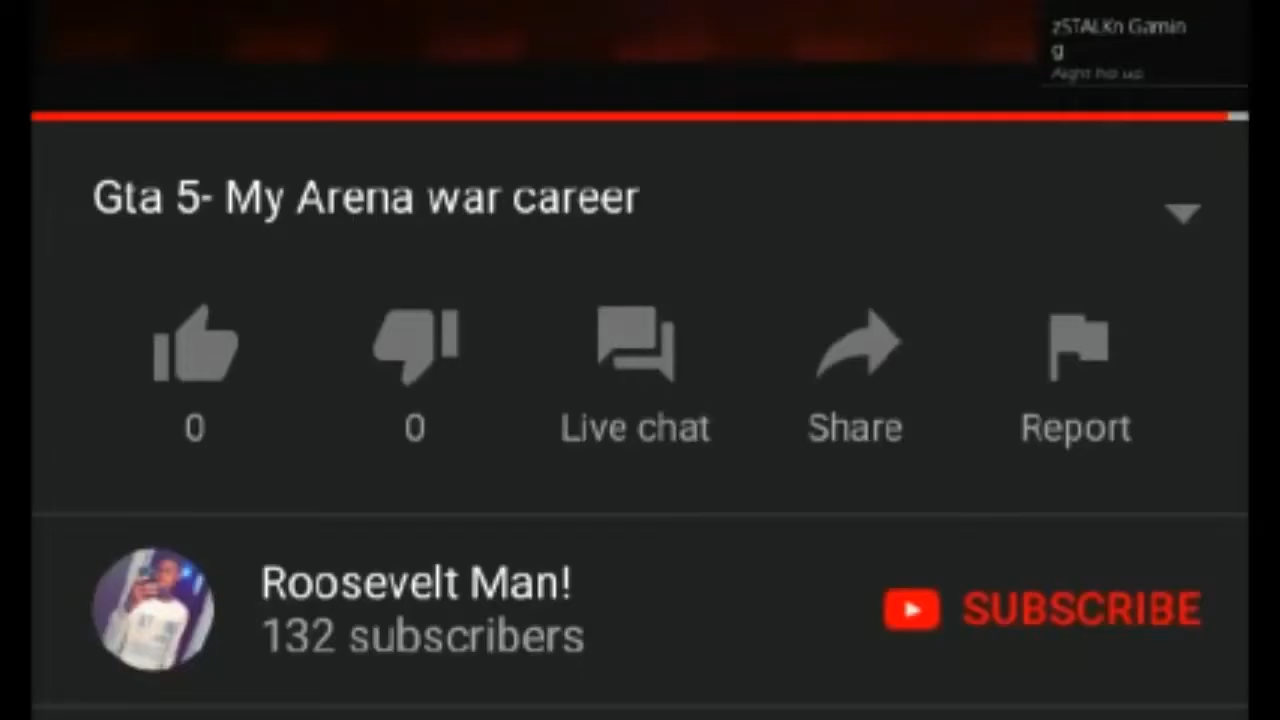 zSTALKn Gamin
g
Gta 5- My Arena war career
0
0
Live chat
Share
Report
Roosevelt Man!
132 subscribers
SUBSCRIBE